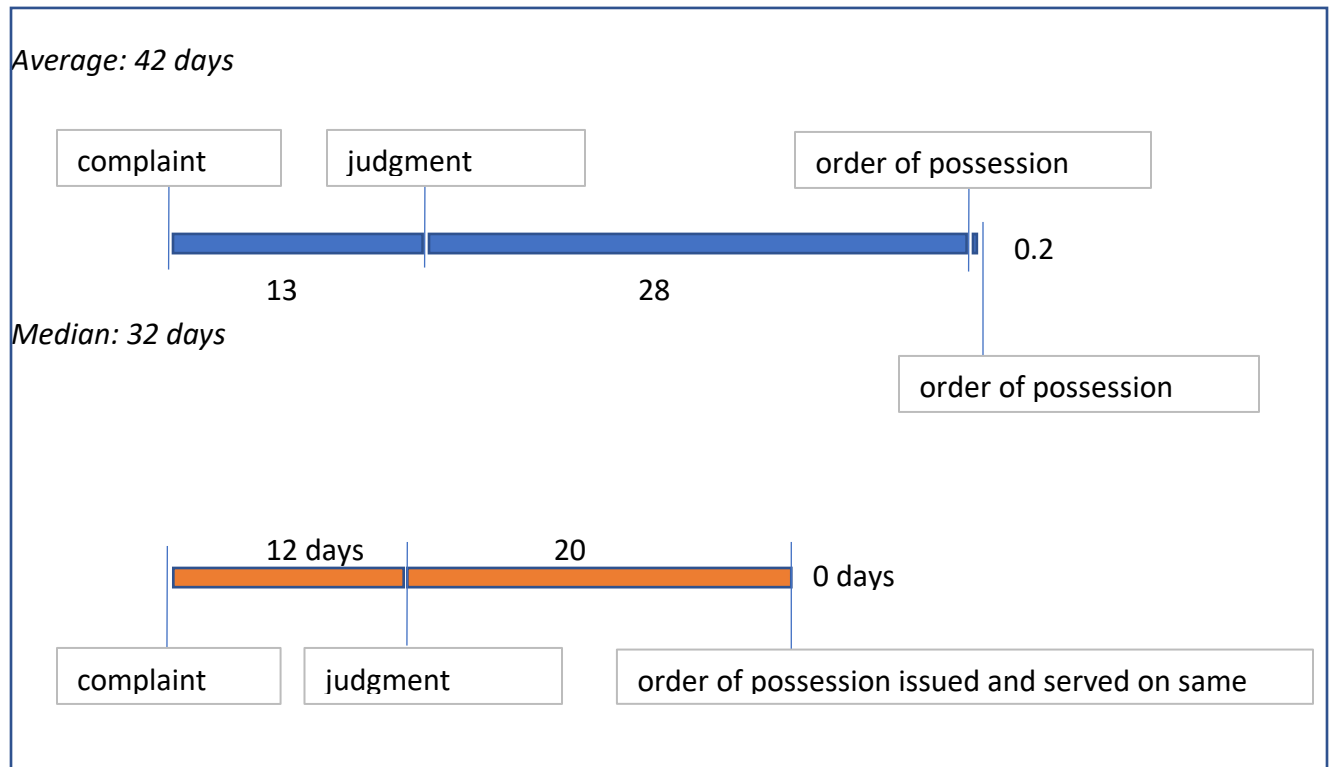 Average: 42 days
complaint
judgment
order of possession
0.2
13
28
Median: 32 days
order of possession
12 days
20
0 days
complaint
judgment
order of possession issued and served on same